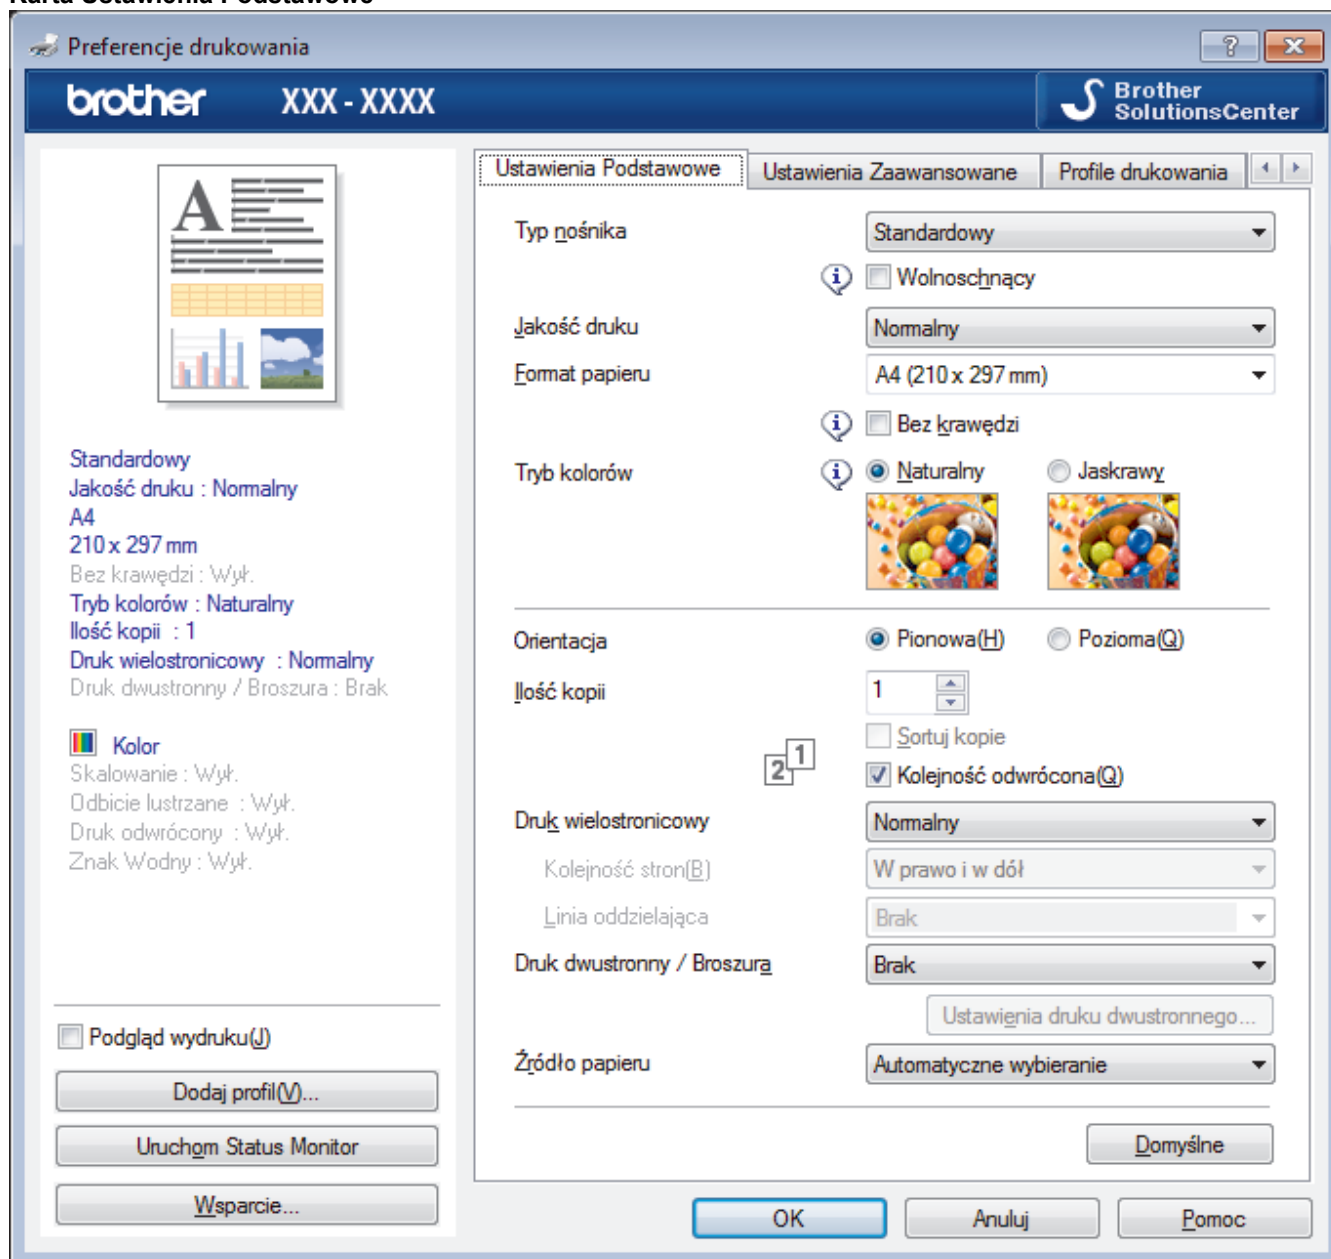 Karta Ustawienia Podstawowe
Preferencje drukowania
brother XXX - XXXX
Brother
SolutionsCenter
A
Standardowy
Jakość druku : Normalny
A4
210 x 297 mm
Bez krawędzi : Wył.
Tryb kolorów : Naturalny
Ilość kopii : 1
Druk wielostronicowy : Normalny
Druk dwustronny / Broszura : Brak
Kolor
Skalowanie : Wył.
Odbicie lustrzane : Wył.
Druk odwrócony : Wył.
Znak Wodny : Wył.
Podgląd wydruku(J)
Dodaj profil(V)...
Uruchom Status Monitor
Wsparcie...
Ustawienia Podstawowe Ustawienia Zaawansowane Profile drukowania
Typ nośnika Standardowy
Wolnoschnący
Jakość druku Normalny
Format papieru A4 (210 x 297 mm)
Bez krawędzi
Tryb kolorów Naturalny Jaskrawy
Orientacja Pionowa(H) Pozioma(Q)
Ilość kopii 1
Sortuj kopie
2 1 Kolejność odwrócona(Q)
Druk wielostronicowy Normalny
Kolejność stron(B) W prawo i w dół
Linia oddzielająca Brak
Druk dwustronny / Broszura Brak
Ustawienia druku dwustronnego...
Źródło papieru Automatyczne wybieranie
Domyślne
OK Anuluj Pomoc